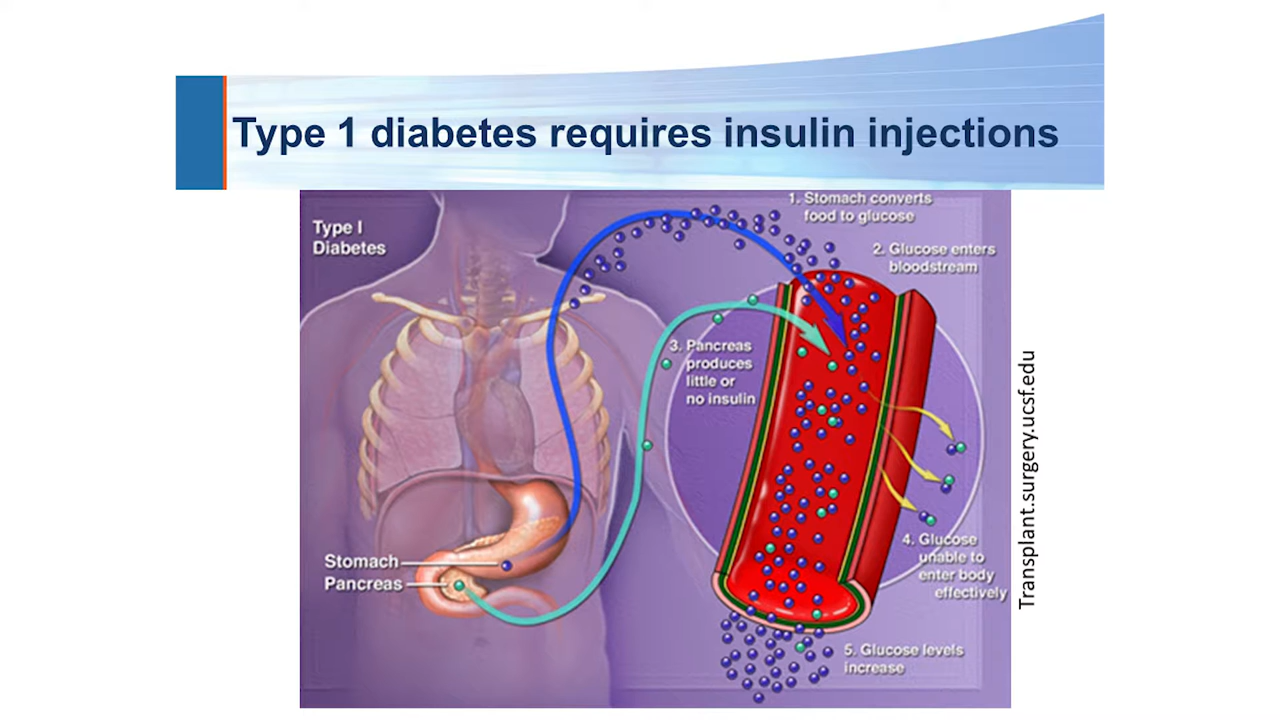 Type 1 diabetes requires insulin injections
Type I
Diabetes
1. Stomach converts
food to glucose
2. Glucose enters
bloodstream
3. Pancreas
produces
little or
no insulin
Stomach
Pancreas
4. Glucose
unable to
enter body
effectively
5. Glucose levels
increase
Transplant.surgery.ucsf.edu